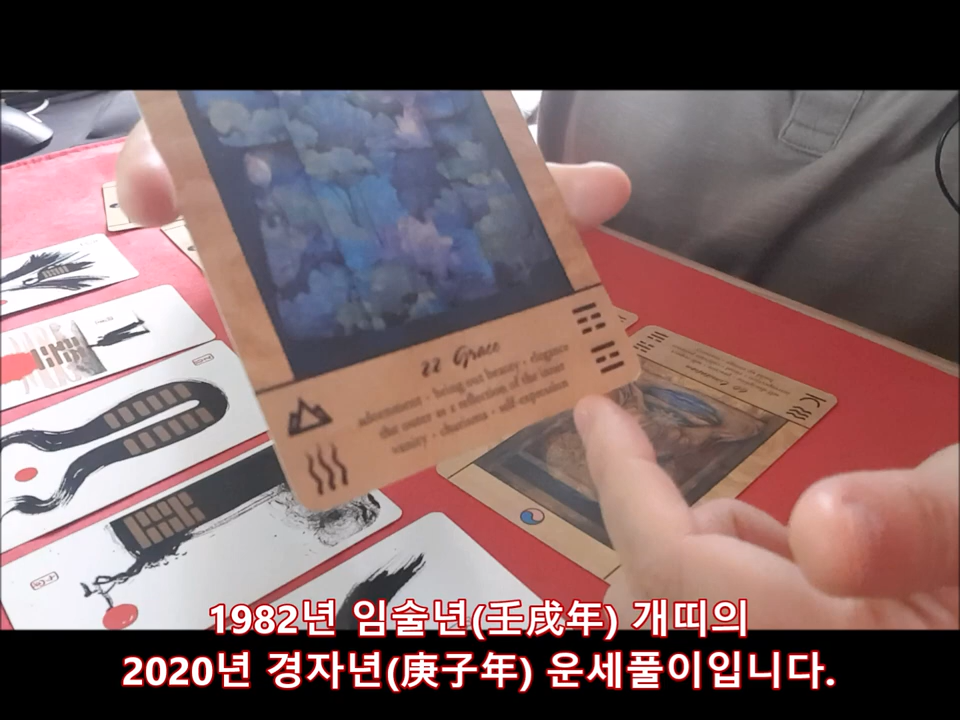 22 Grace
adornment · bringing out beauty · elegance
the outer as a reflection of the inner
vanity · charisma · self-expression
1982년 임술년(壬戌年) 개띠의
2020년 경자년(庚子年) 운세풀이입니다.